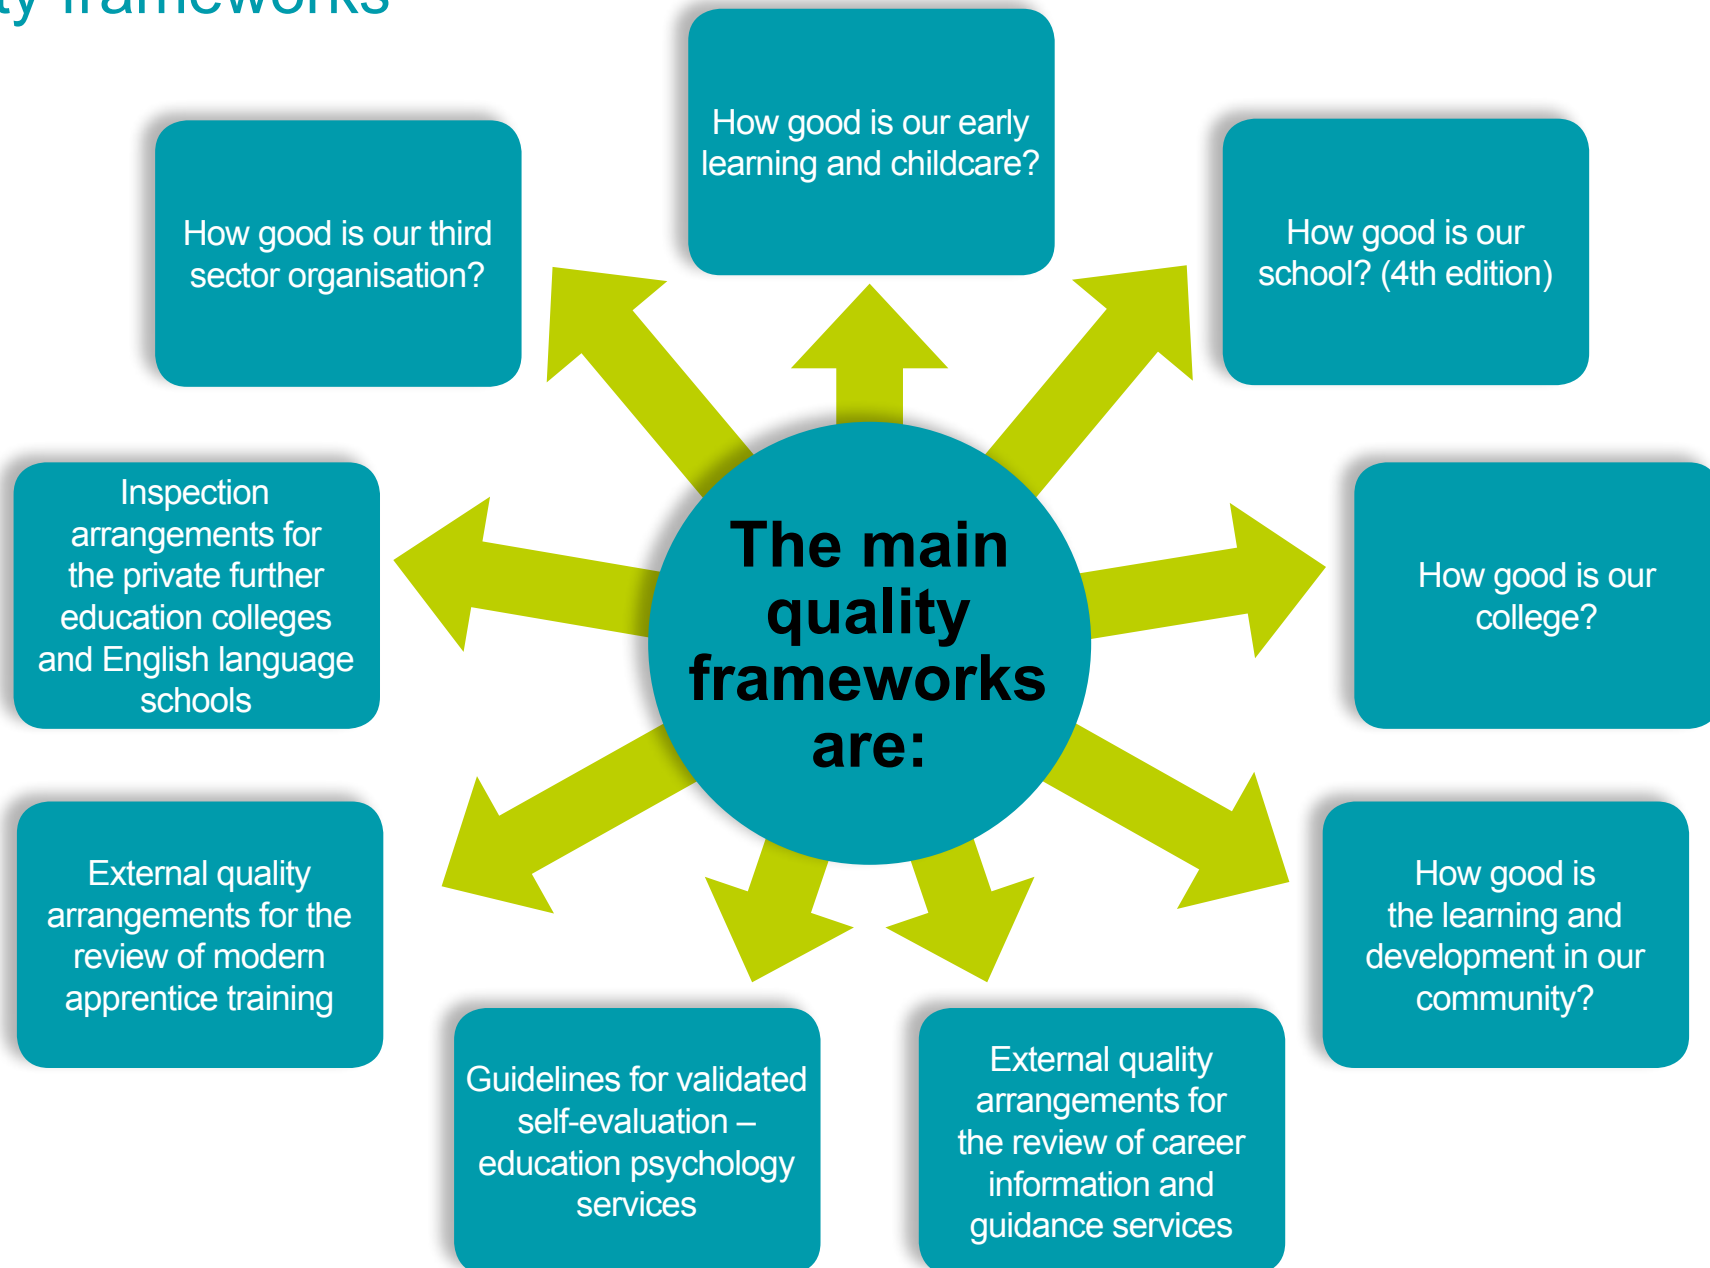 frameworks
How good is our early
learning and childcare?
How good is our
school? (4th edition)
How good is our
college?
How good is
the learning and
development in our
community?
External quality
arrangements for
the review of career
information and
guidance services
Guidelines for validated
self-evaluation –
education psychology
services
External quality
arrangements for the
review of modern
apprentice training
Inspection
arrangements for
the private further
education colleges
and English language
schools
How good is our third
sector organisation?
The main
quality
frameworks
are: